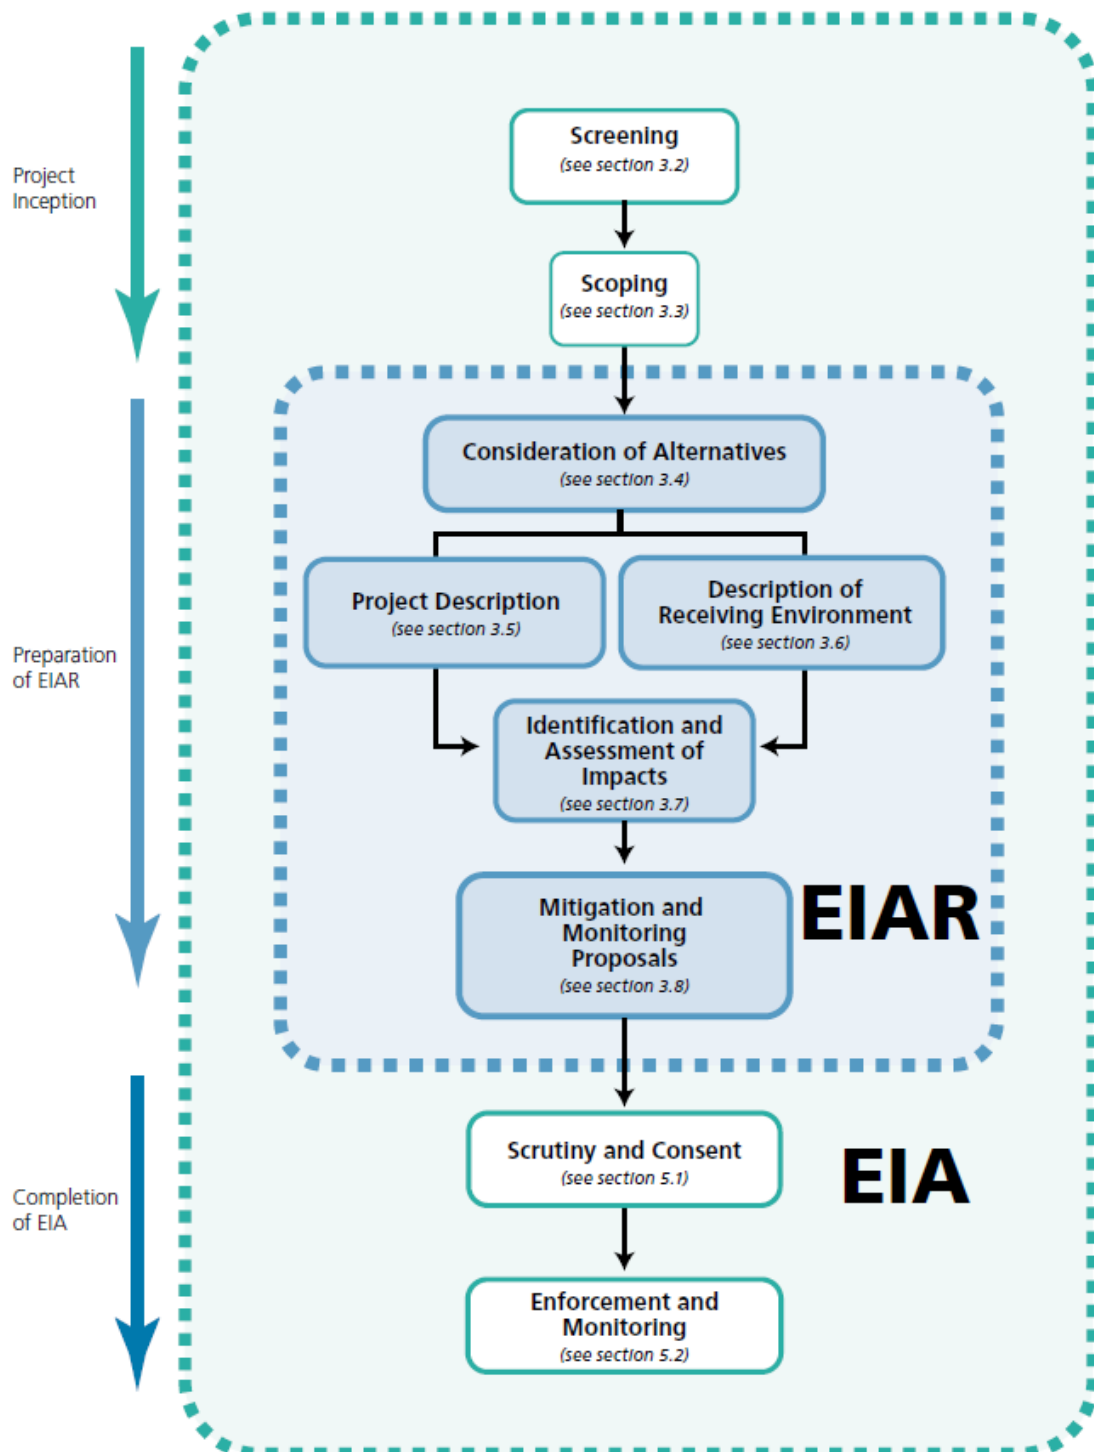 Screening
(see section 3.2)
Project
Inception
Scoping
(see section 3.3)
Consideration of Alternatives
(see section 3.4)
Project Description
(see section 3.5)
Description of
Receiving Environment
(see section 3.6)
Preparation
of EIAR
Identification and
Assessment of
Impacts
(see section 3.7)
Mitigation and
Monitoring
Proposals
(see section 3.8)
EIAR
Scrutiny and Consent
(see section 5.1)
EIA
Completion
of EIA
Enforcement and
Monitoring
(see section 5.2)